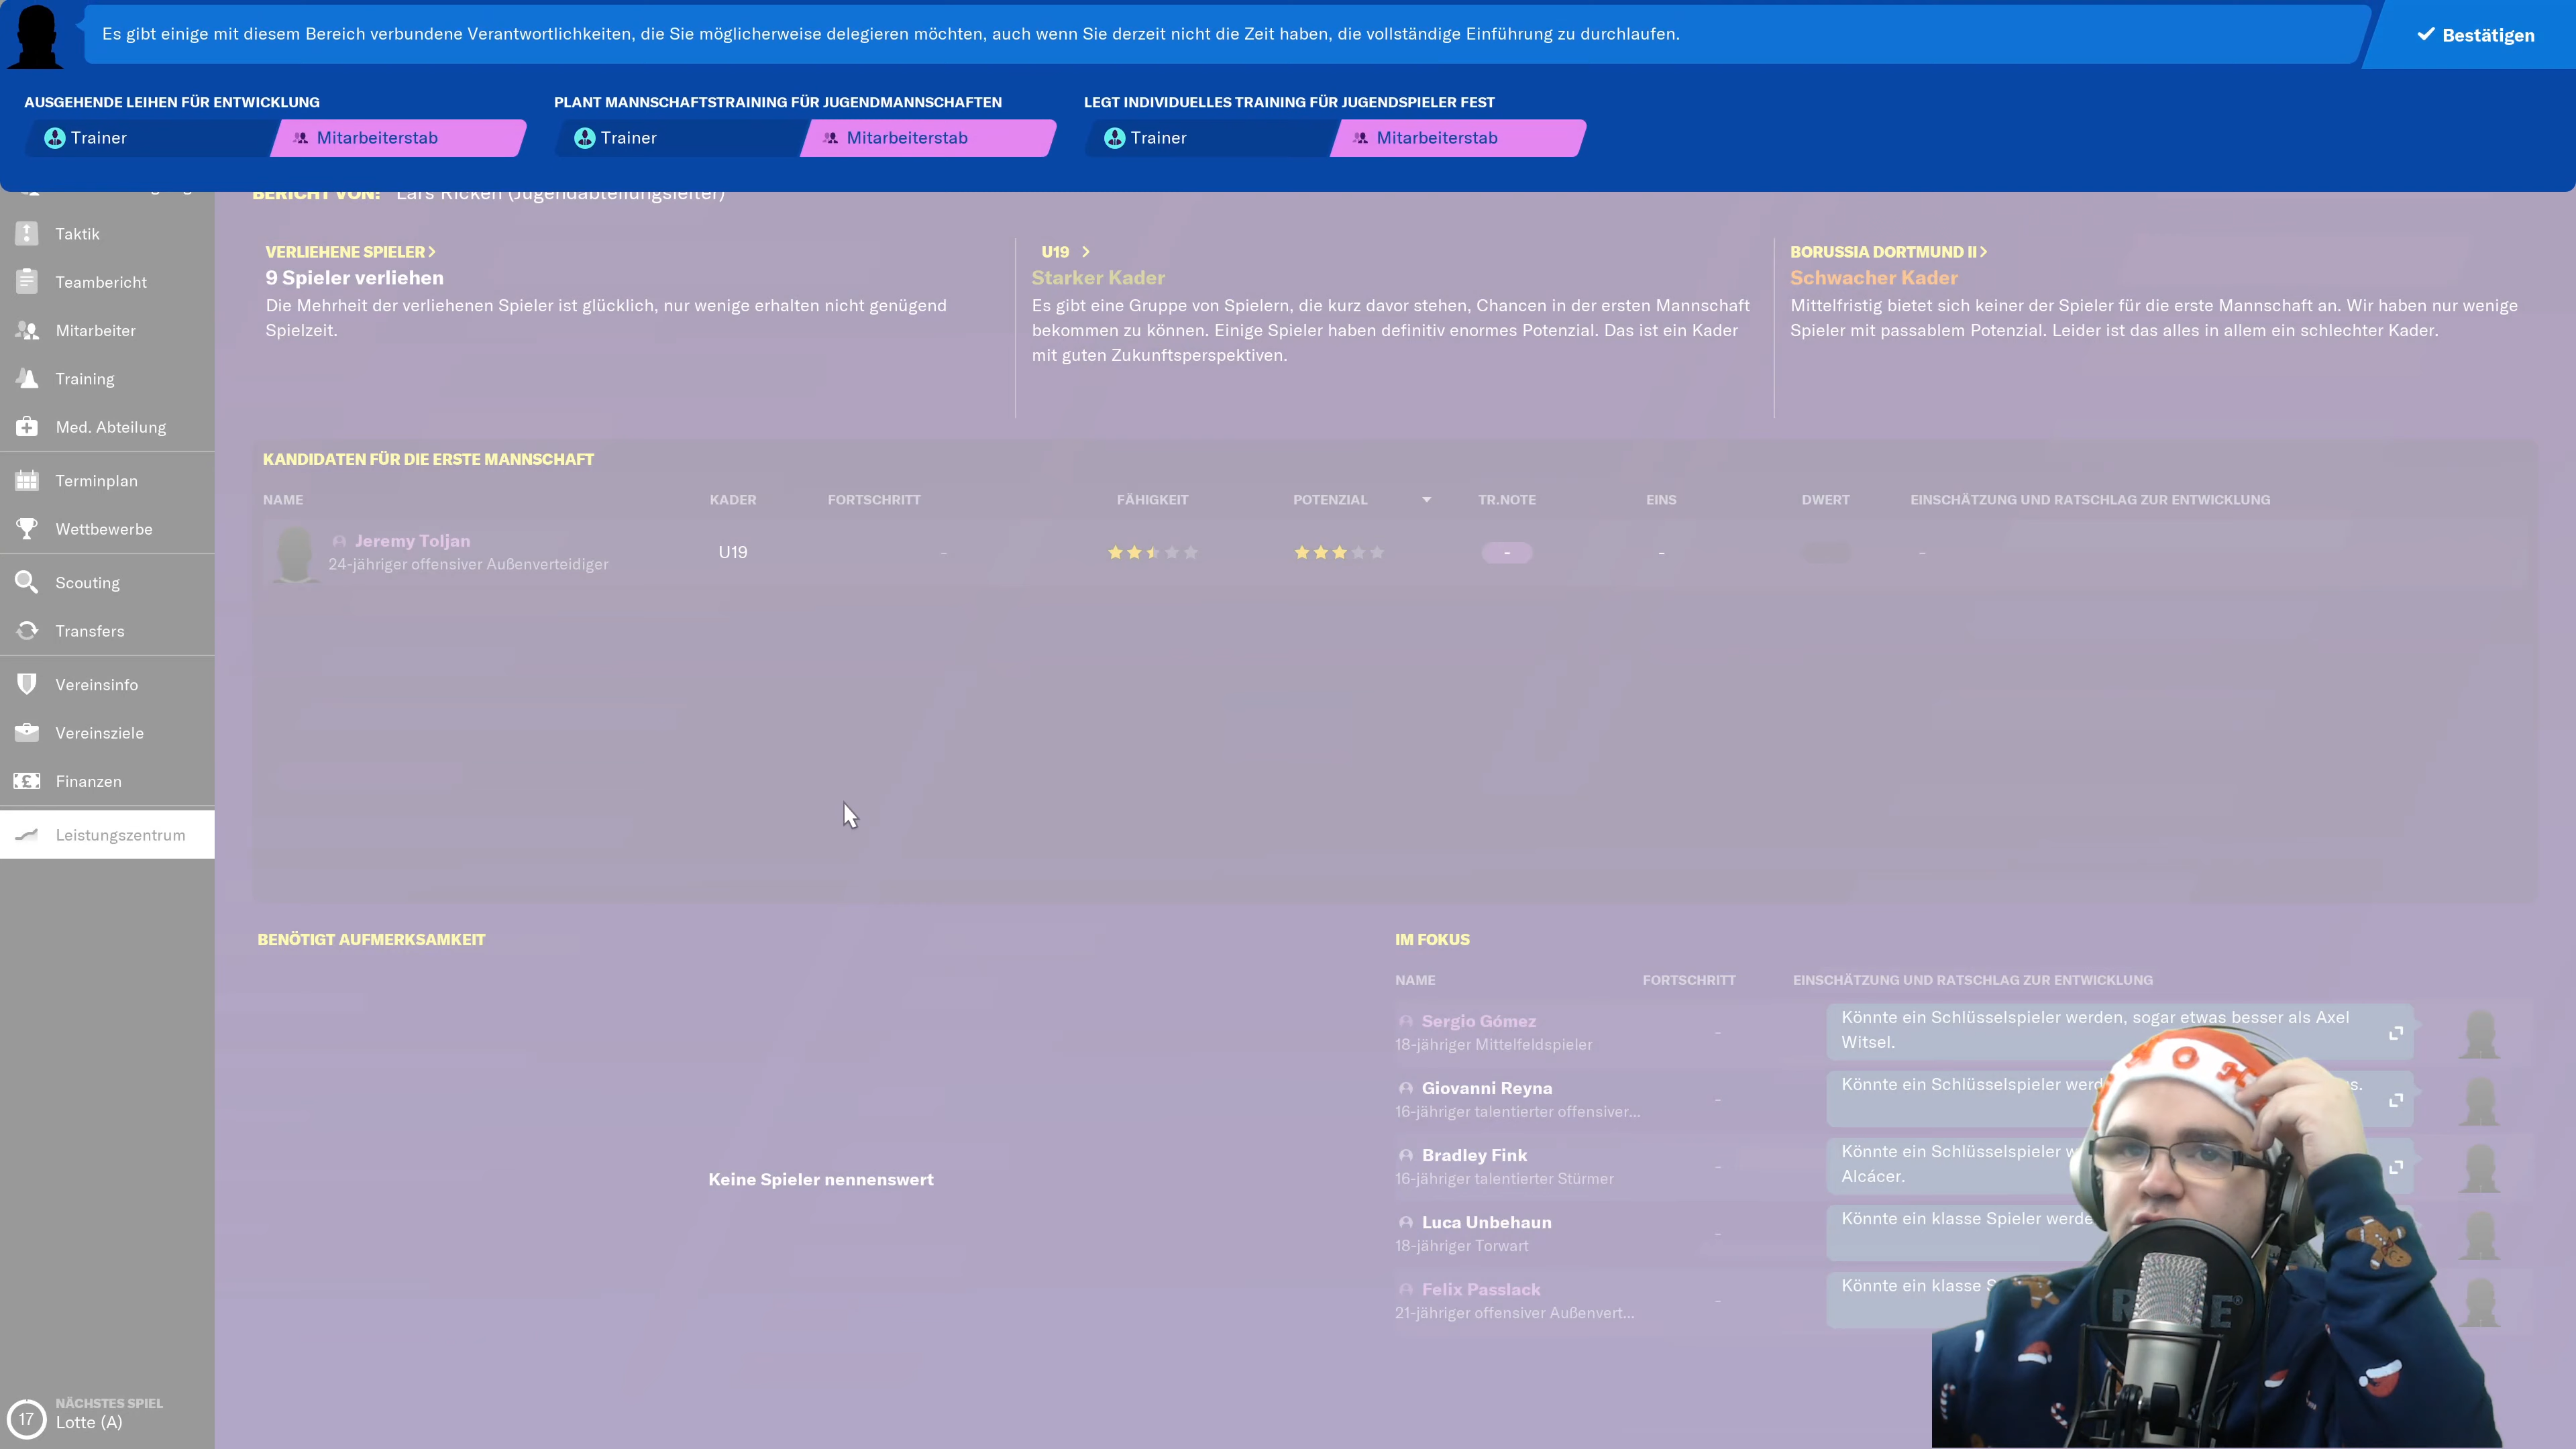 Es gibt einige mit diesem Bereich verbundene Verantwortlichkeiten, die Sie möglicherweise delegieren möchten, auch wenn Sie derzeit nicht die Zeit haben, die vollständige Einführung zu durchlaufen.
Bestätigen
AUSGEHENDE LEIHEN FÜR ENTWICKLUNG
Trainer
Mitarbeiterstab
PLANT MANNSCHAFTSTRAINING FÜR JUGENDMANNSCHAFTEN
Trainer
Mitarbeiterstab
LEGT INDIVIDUELLES TRAINING FÜR JUGENDSPIELER FEST
Trainer
Mitarbeiterstab
BERICHT VON: Lars Ricken (Jugendabteilungsleiter)
Taktik
Teambericht
Mitarbeiter
Training
Med. Abteilung
Terminplan
Wettbewerbe
Scouting
Transfers
Vereinsinfo
Vereinsziele
Finanzen
Leistungszentrum
17
NÄCHSTES SPIEL
Lotte (A)
VERLIEHENE SPIELER
9 Spieler verliehen
Die Mehrheit der verliehenen Spieler ist glücklich, nur wenige erhalten nicht genügend
Spielzeit.
U19
Starker Kader
Es gibt eine Gruppe von Spielern, die kurz davor stehen, Chancen in der ersten Mannschaft
bekommen zu können. Einige Spieler haben definitiv enormes Potenzial. Das ist ein Kader
mit guten Zukunftsperspektiven.
BORUSSIA DORTMUND II
Schwacher Kader
Mittelfristig bietet sich keiner der Spieler für die erste Mannschaft an. Wir haben nur wenige
Spieler mit passablem Potenzial. Leider ist das alles in allem ein schlechter Kader.
KANDIDATEN FÜR DIE ERSTE MANNSCHAFT
NAME KADER FORTSCHRITT FÄHIGKEIT POTENZIAL TR.NOTE EINS DWERT EINSCHÄTZUNG UND RATSCHLAG ZUR ENTWICKLUNG
Jeremy Toljan
24-jähriger offensiver Außenverteidiger
U19 - - - -
BENÖTIGT AUFMERKSAMKEIT
Keine Spieler nennenswert
IM FOKUS
NAME FORTSCHRITT EINSCHÄTZUNG UND RATSCHLAG ZUR ENTWICKLUNG
Sergio Gómez
18-jähriger Mittelfeldspieler
-
Könnte ein Schlüsselspieler werden, sogar etwas besser als Axel
Witsel.
Giovanni Reyna
16-jähriger talentierter offensiver...
-
Könnte ein Schlüsselspieler
Bradley Fink
16-jähriger talentierter Stürmer
-
Könnte ein Schlüsselspieler
Alcácer.
Luca Unbehaun
18-jähriger Torwart
-
Könnte ein klasse Spieler
Felix Passlack
21-jähriger offensiver Außenvert...
-
Könnte ein klasse